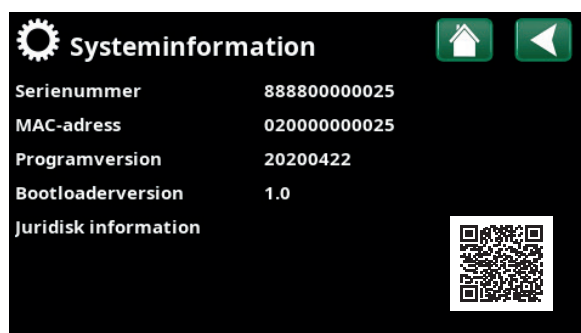 Systeminformation
Serienummer 888800000025
MAC-adress 020000000025
Programversion 20200422
Bootloaderversion 1.0
Juridisk information